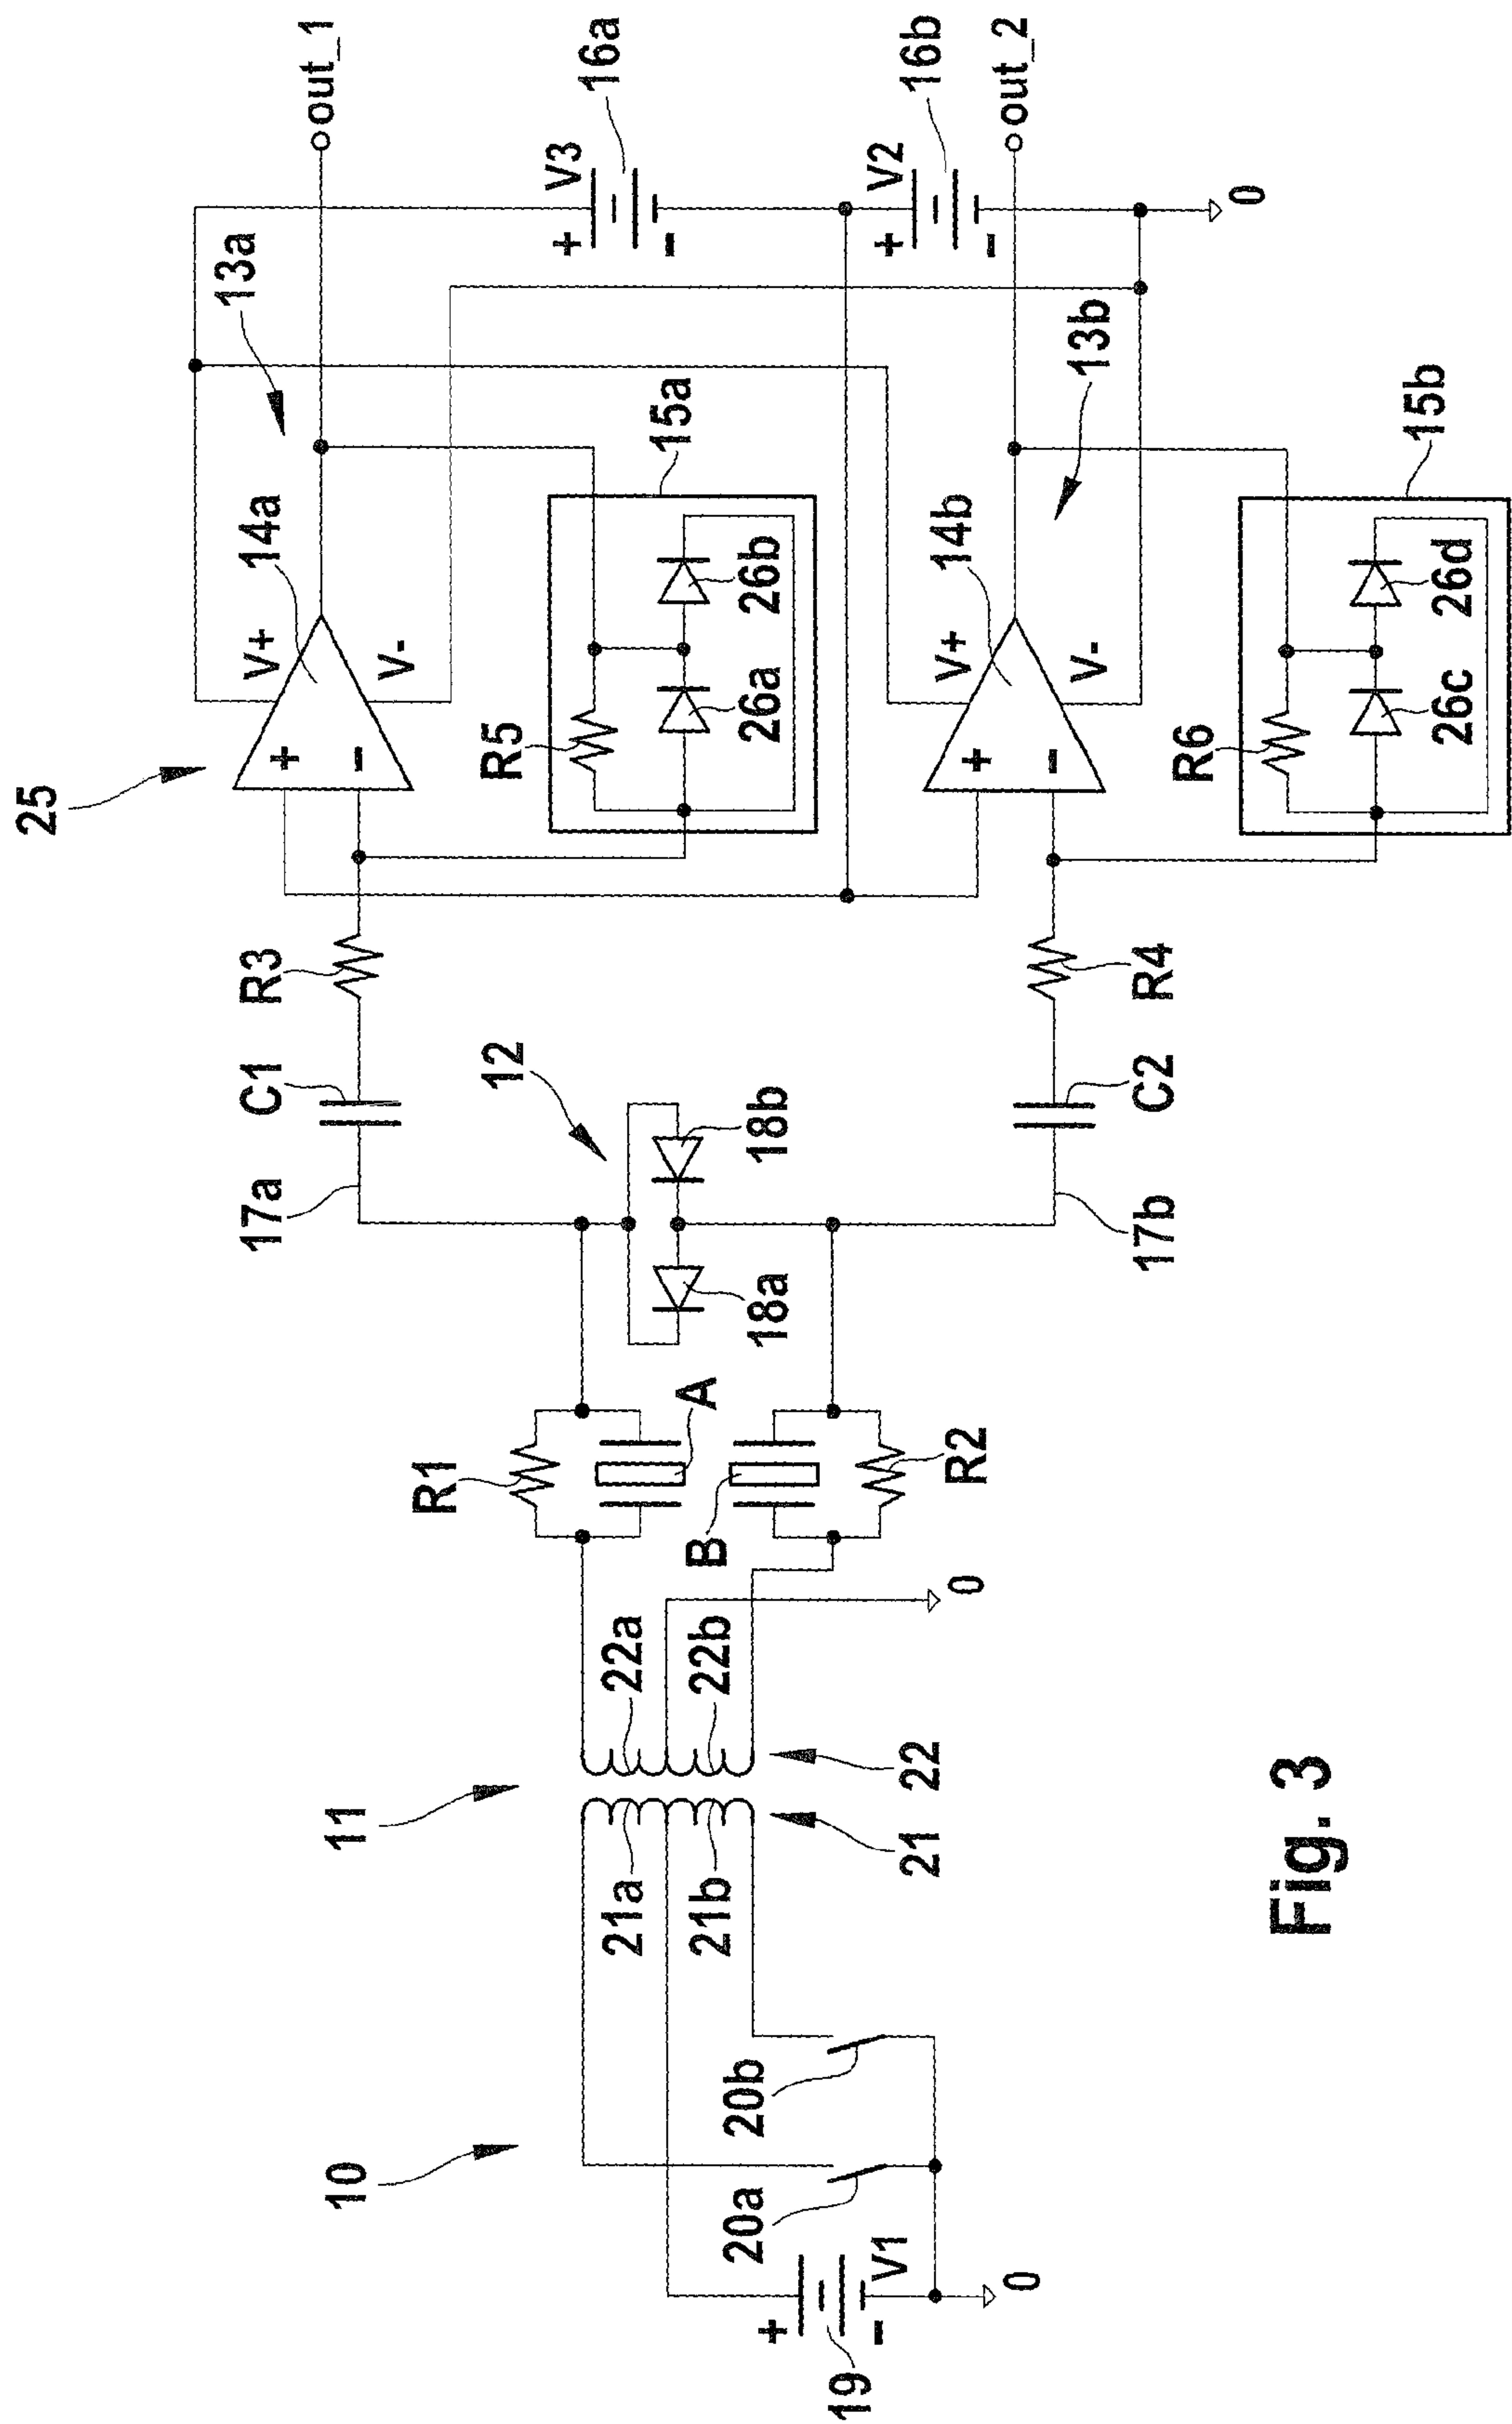 25
14a
13a
out_1
V+
V-
+
-
R3
C1
17a
R5
26a
26b
15a
V3
+
-
16a
12
18a
18b
V2
+
-
16b
14b
V+
V-
+
-
out_2
13b
0
R4
C2
17b
R6
26c
26d
15b
11
10
R1
A
B
R2
22a
22b
22
21a
21b
21
0
20a
20b
V1
+
-
19
0
Fig. 3